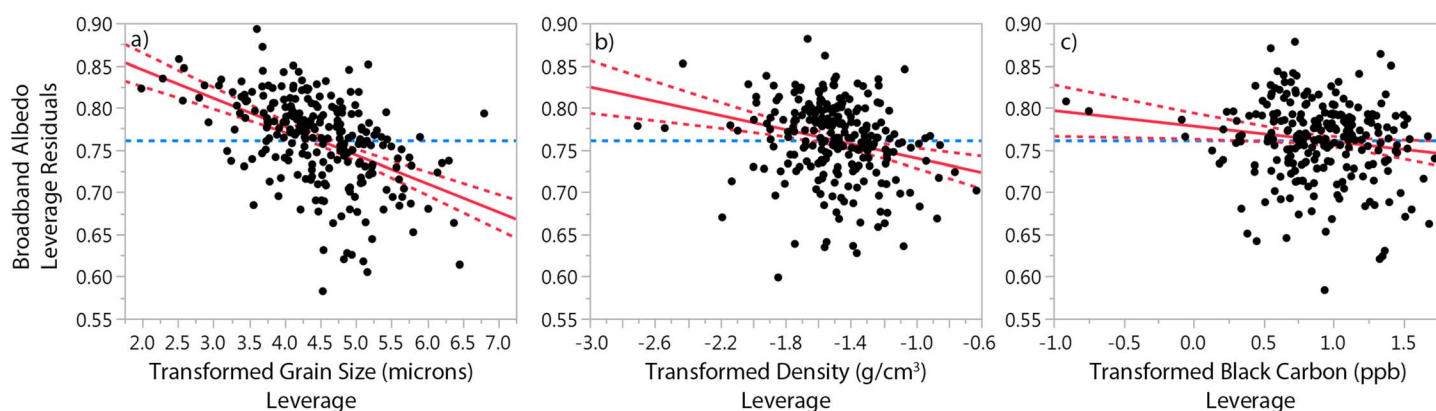 Broadband Albedo
Leverage Residuals
a)
0.90
0.85
0.80
0.75
0.70
0.65
0.60
0.55
2.0 2.5 3.0 3.5 4.0 4.5 5.0 5.5 6.0 6.5 7.0
Transformed Grain Size (microns)
Leverage
b)
0.90
0.85
0.80
0.75
0.70
0.65
0.60
0.55
-3.0 -2.6 -2.2 -1.8 -1.4 -1.0 -0.6
Transformed Density (g/cm³)
Leverage
c)
0.90
0.85
0.80
0.75
0.70
0.65
0.60
0.55
-1.0 -0.5 0.0 0.5 1.0 1.5
Transformed Black Carbon (ppb)
Leverage